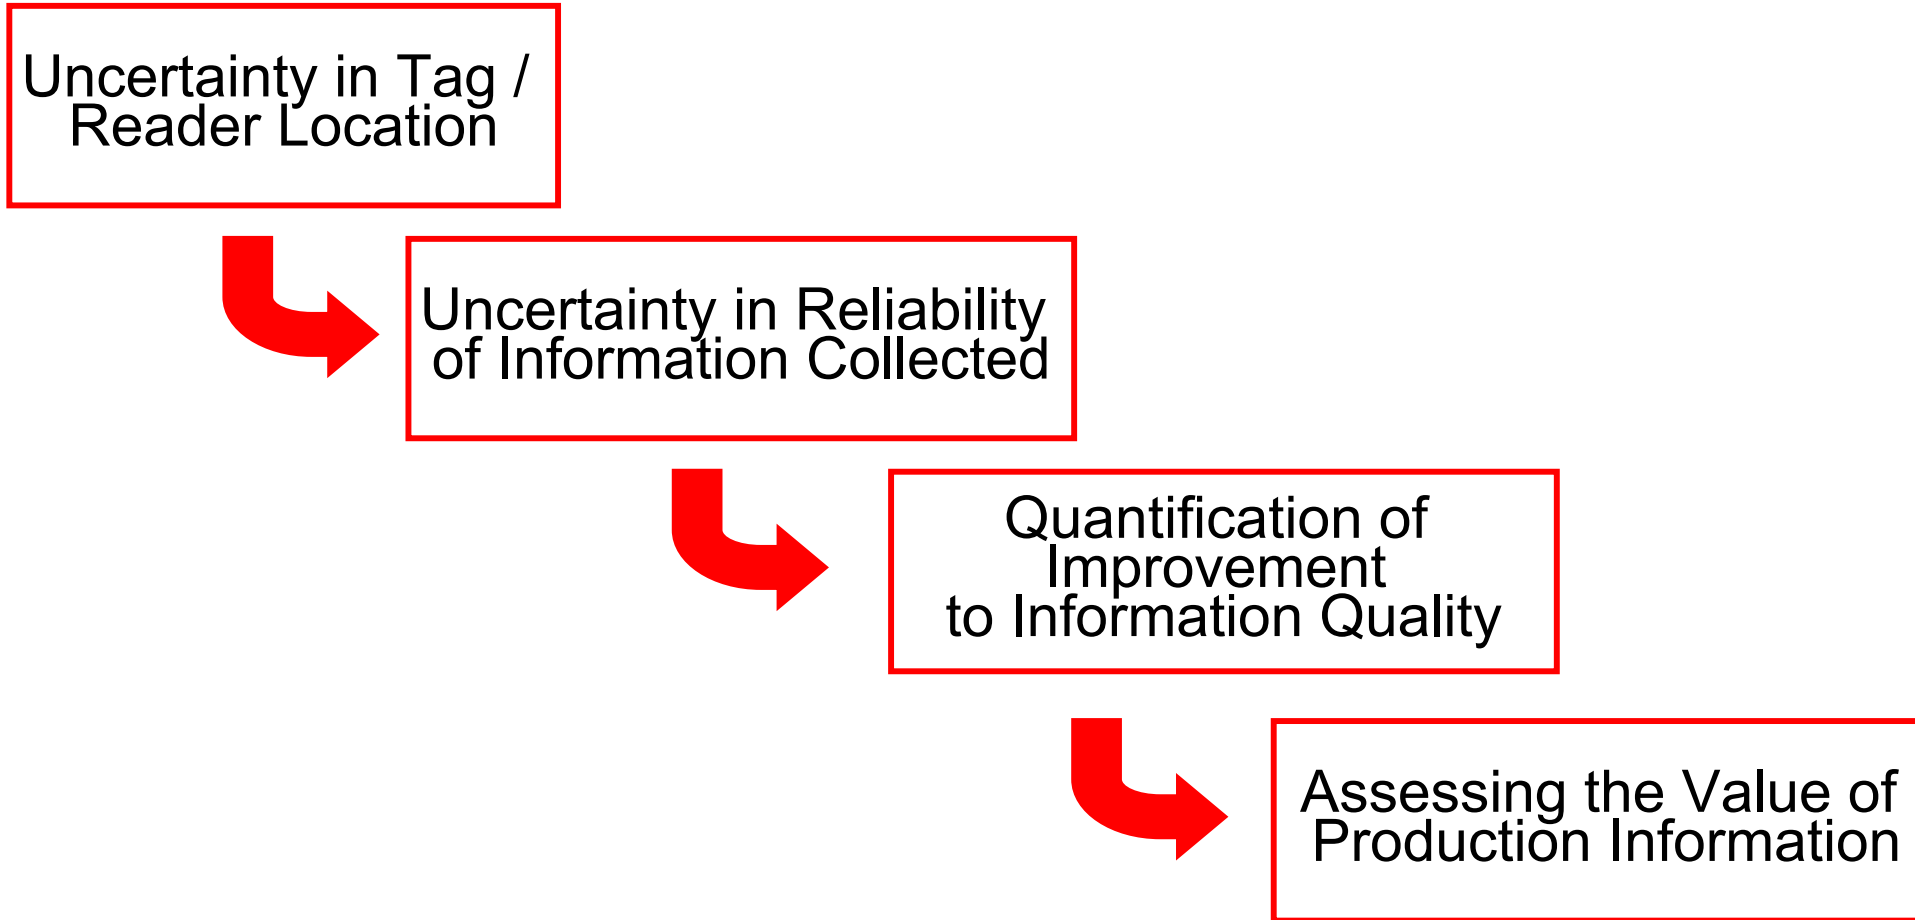 Uncertainty in Tag /
Reader Location
Uncertainty in Reliability
of Information Collected
Quantification of
Improvement
to Information Quality
Assessing the Value of
Production Information